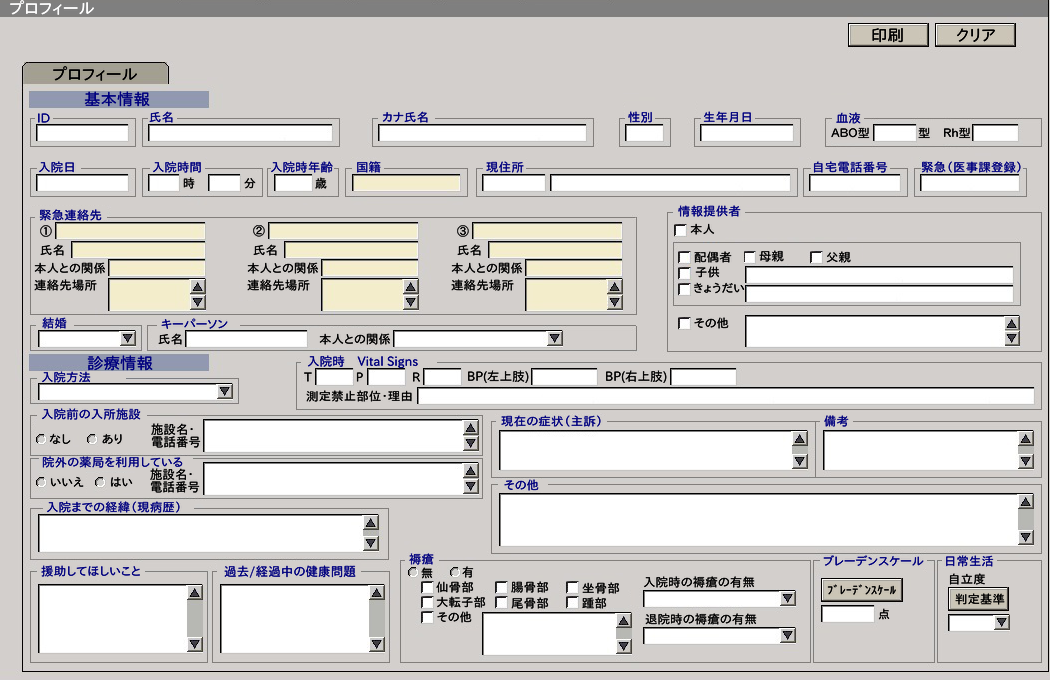 プロフィール
印刷 クリア
プロフィール
基本情報
ID 氏名 カナ氏名 性別 生年月日 血液
ABO型 型 Rh型
入院日 入院時間 入院時年齢 国籍 現住所 自宅電話番号 緊急(医事課登録)
時 分 歳
緊急連絡先
① ② ③
氏名 氏名 氏名
本人との関係 本人との関係 本人との関係
連絡先場所 連絡先場所 連絡先場所
情報提供者
本人
配偶者 母親 父親
子供
きょうだい
その他
結婚 キーパーソン
氏名 本人との関係
診療情報
入院方法
入院時 Vital Signs
T P R BP(左上肢) BP(右上肢)
測定禁止部位・理由
入院前の入所施設
なし あり 施設名・
電話番号
院外の薬局を利用している
いいえ はい 施設名・
電話番号
現在の症状(主訴) 備考
その他
入院までの経緯(現病歴)
援助してほしいこと 過去/経過中の健康問題
褥瘡
無 有
仙骨部 腸骨部 坐骨部
大転子部 尾骨部 踵部
その他
入院時の褥瘡の有無
退院時の褥瘡の有無
ブレーデンスケール
ブレーデンスケール
点
日常生活
自立度
判定基準